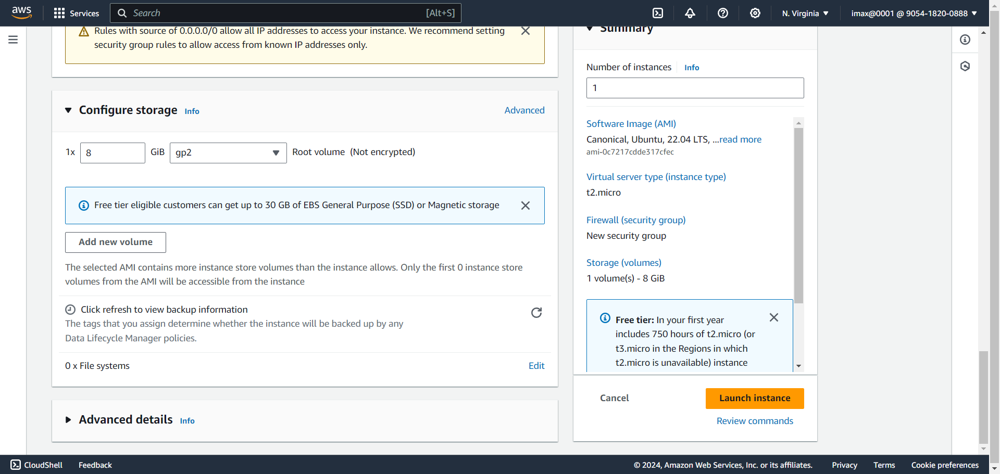 aws
Services
Search
[Alt+S]
N. Virginia
imax@0001 @ 9054-1820-0888
Rules with source of 0.0.0.0/0 allow all IP addresses to access your instance. We recommend setting
security group rules to allow access from known IP addresses only.
Configure storage Info
Advanced
1x 8 GiB gp2 Root volume (Not encrypted)
Free tier eligible customers can get up to 30 GB of EBS General Purpose (SSD) or Magnetic storage
Add new volume
The selected AMI contains more instance store volumes than the instance allows. Only the first 0 instance store
volumes from the AMI will be accessible from the instance
Click refresh to view backup information
The tags that you assign determine whether the instance will be backed up by any
Data Lifecycle Manager policies.
0 x File systems
Edit
Advanced details Info
Summary
Number of instances Info
1
Software Image (AMI)
Canonical, Ubuntu, 22.04 LTS, ...read more
ami-0c7217cdde317cfec
Virtual server type (instance type)
t2.micro
Firewall (security group)
New security group
Storage (volumes)
1 volume(s) - 8 GiB
Free tier: In your first year
includes 750 hours of t2.micro (or
t3.micro in the Regions in which
t2.micro is unavailable) instance
Cancel
Launch instance
Review commands
CloudShell
Feedback
© 2024, Amazon Web Services, Inc. or its affiliates.
Privacy
Terms
Cookie preferences